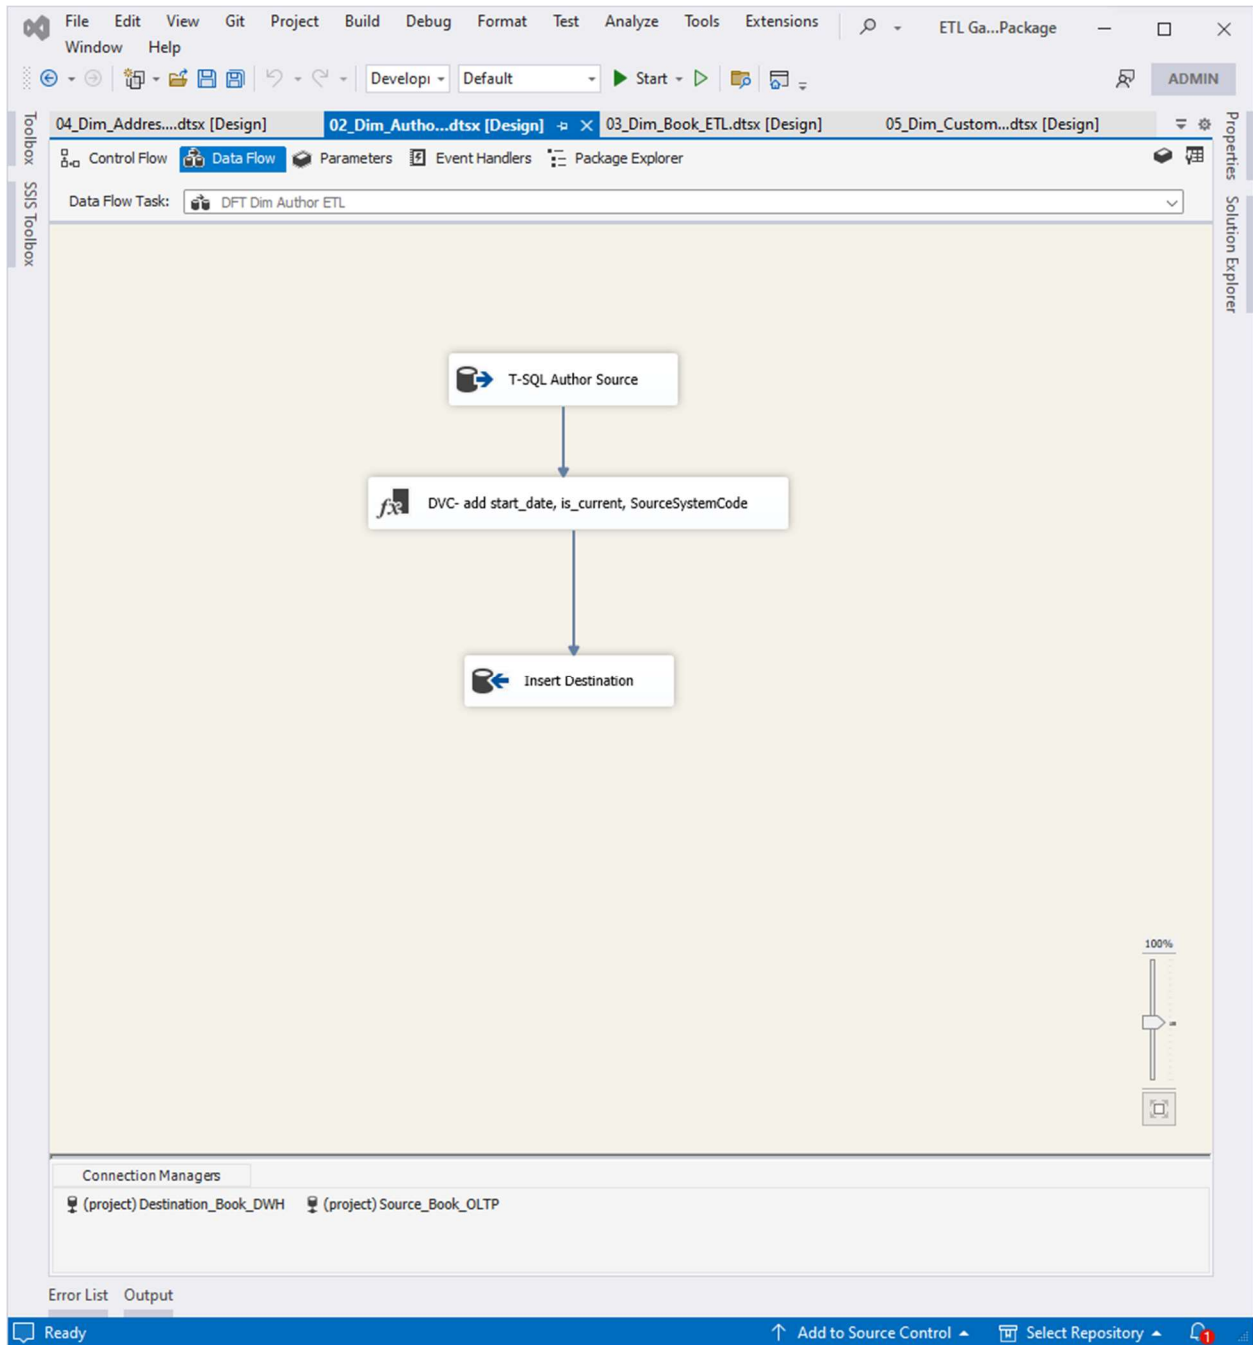 File Edit View Git Project Build Debug Format Test Analyze Tools Extensions ETL Ga...Package
Window Help
Develop Default Start ADMIN
Toolbox
SSIS Toolbox
04_Dim_Addres....dtsx [Design] 02_Dim_Autho...dtsx [Design] 03_Dim_Book_ETL.dtsx [Design] 05_Dim_Custom...dtsx [Design]
Control Flow Data Flow Parameters Event Handlers Package Explorer
Data Flow Task: DFT Dim Author ETL
Properties
Solution Explorer
T-SQL Author Source
fx DVC- add start_date, is_current, SourceSystemCode
Insert Destination
100%
Connection Managers
(project) Destination_Book_DWH (project) Source_Book_OLTP
Error List Output
Ready Add to Source Control Select Repository 1